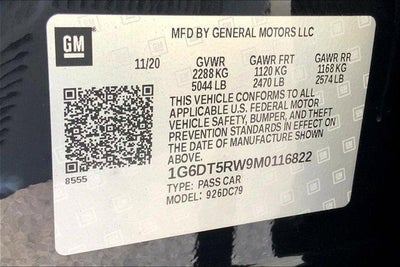 GM
MFD BY GENERAL MOTORS LLC
11/20 GVWR GAWR FRT GAWR RR
2288 KG 1120 KG 1168 KG
5044 LB 2470 LB 2574 LB
THIS VEHICLE CONFORMS TO ALL
APPLICABLE U.S. FEDERAL MOTOR
VEHICLE SAFETY, BUMPER, AND THEFT
PREVENTION STANDARDS IN EFFECT ON
THE DATE OF MANUFACTURE SHOWN
ABOVE.
8555
1G6DT5RW9M0116822
TYPE: PASS CAR
MODEL: 926DC79